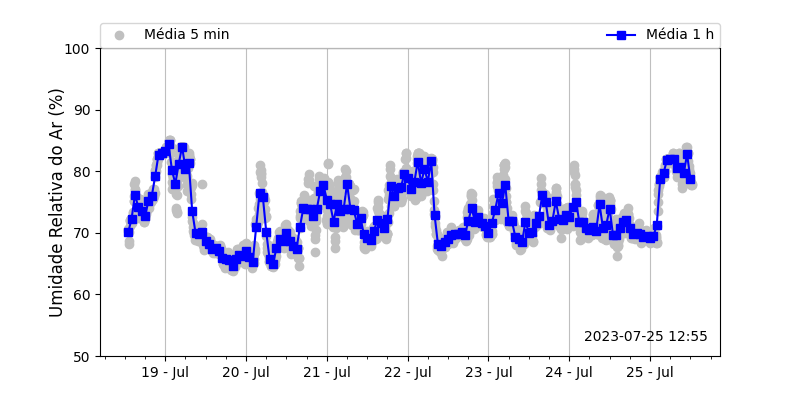 Média 5 min
Média 1 h
100
90
80
70
60
50
Umidade Relativa do Ar (%)
2023-07-25 12:55
19 - Jul
20 - Jul
21 - Jul
22 - Jul
23 - Jul
24 - Jul
25 - Jul